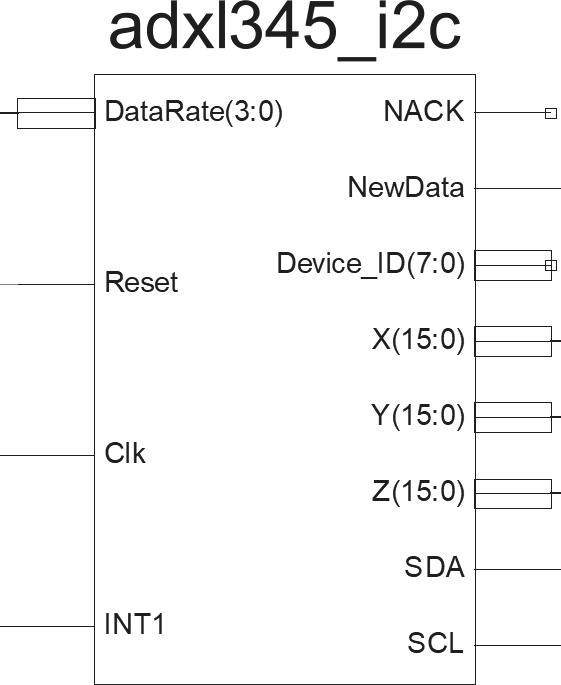 adxl345_i2c
DataRate(3:0)
NACK
NewData
Device_ID(7:0)
Reset
X(15:0)
Y(15:0)
Clk
Z(15:0)
SDA
INT1
SCL